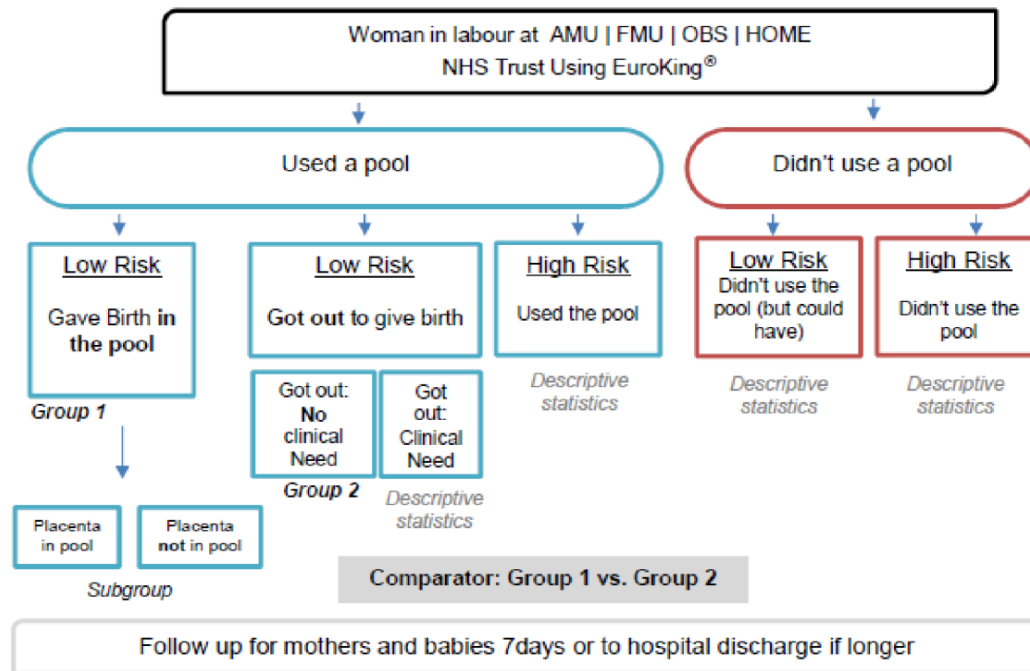 Woman in labour at AMU | FMU | OBS | HOME
NHS Trust Using EuroKing®
Used a pool
Didn't use a pool
Low Risk
Gave Birth in
the pool
Group 1
Low Risk
Got out to give birth
High Risk
Used the pool
Descriptive
statistics
Low Risk
Didn't use the
pool (but could
have)
Descriptive
statistics
High Risk
Didn't use the
pool
Descriptive
statistics
Got out:
No
clinical
Need
Group 2
Got
out:
Clinical
Need
Descriptive
statistics
Placenta
in pool
Placenta
not in pool
Subgroup
Comparator: Group 1 vs. Group 2
Follow up for mothers and babies 7days or to hospital discharge if longer